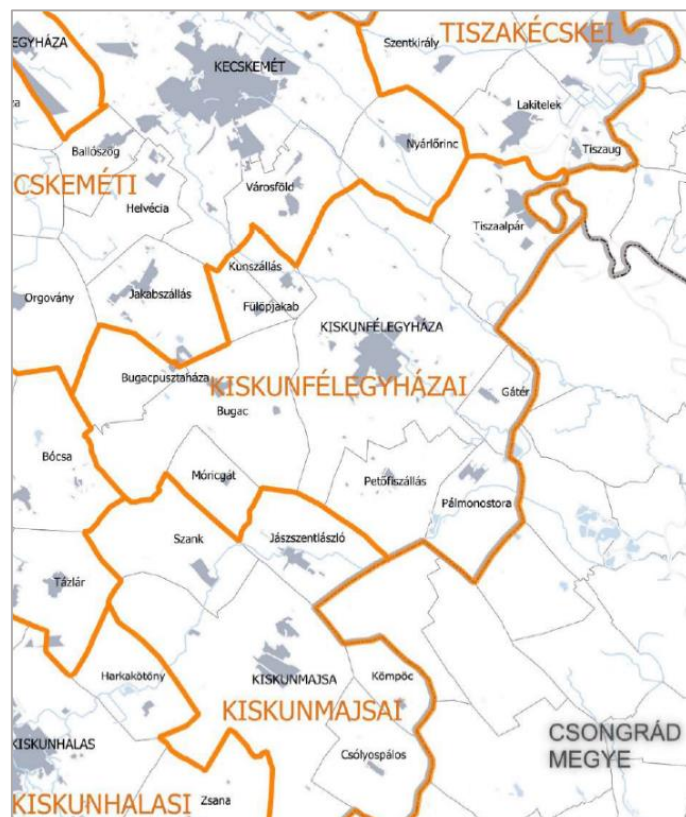 TISZAKÉCSKEI
EGYHÁZA
Szentkirály
KECSKEMÉT
Lakitelek
Ballószög
Nyárlőrinc
Tiszaug
CSKEMÉTI
Városföld
Helvécia
Tiszaalpár
Kunszállás
Jakabszállás
Orgovány
Fülöpjakab
KISKUNFÉLEGYHÁZA
Bugacpusztaháza
KISKUNFÉLEGYHÁZAI
Gátér
Bugac
Bócsa
Móricgát
Petőfiszállás
Pálmonostora
Szank
Jászszentlászló
Tázlár
Harkakötöny
KISKUNMAJSA
Kömpöc
KISKUNMAJSAI
CSONGRÁD
MEGYE
KISKUNHALAS
Csólyospálos
KISKUNHALASI
Zsana